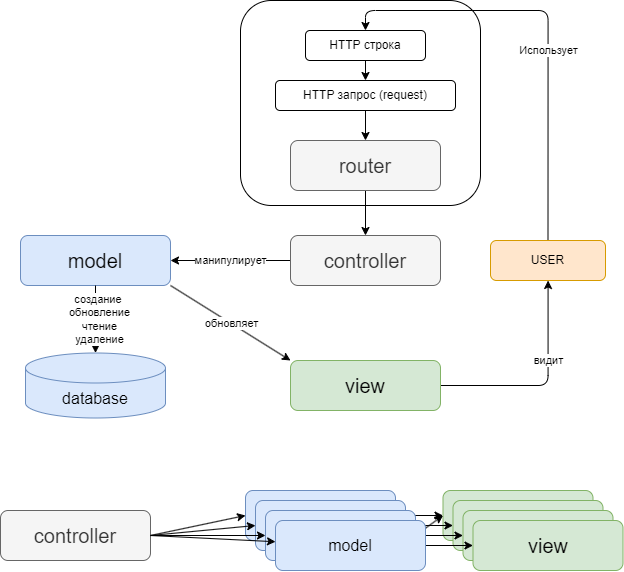 HTTP строка
Использует
HTTP запрос (request)
router
model
манипулирует
controller
USER
создание
обновление
чтение
удаление
обновляет
видит
database
view
controller
model
view